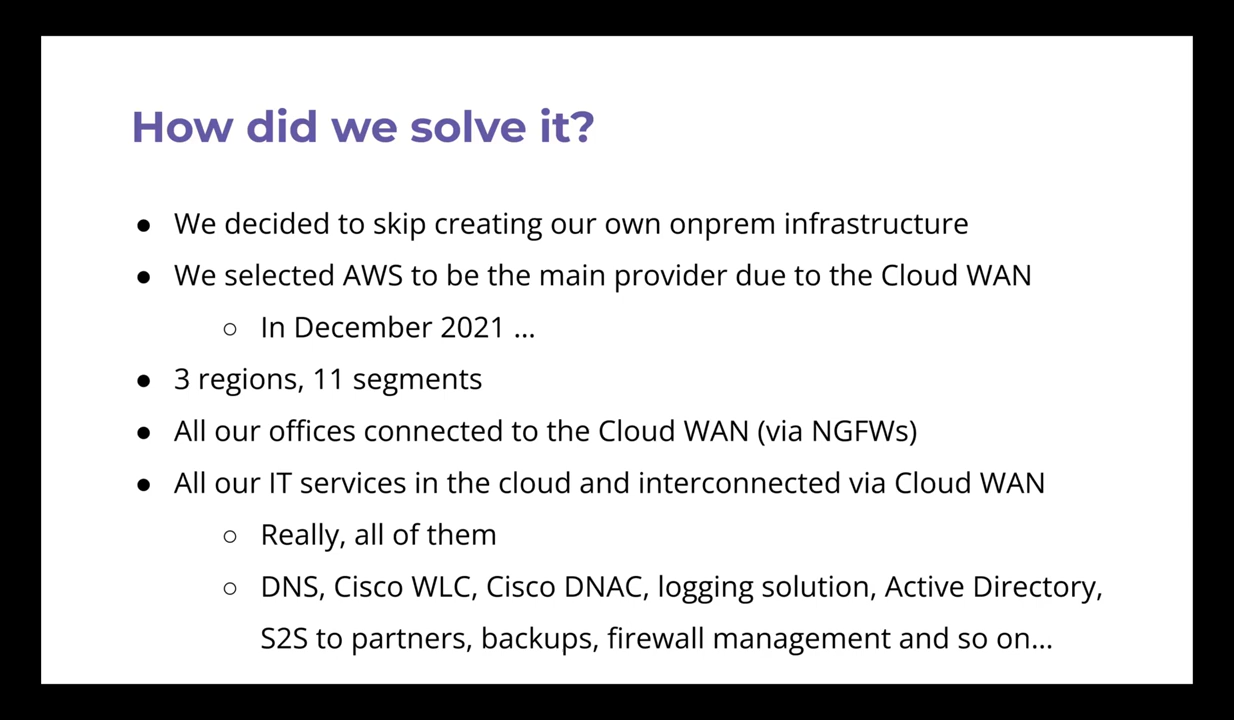 How did we solve it?
● We decided to skip creating our own onprem infrastructure
● We selected AWS to be the main provider due to the Cloud WAN
○ In December 2021 ...
● 3 regions, 11 segments
● All our offices connected to the Cloud WAN (via NGFWs)
● All our IT services in the cloud and interconnected via Cloud WAN
○ Really, all of them
○ DNS, Cisco WLC, Cisco DNAC, logging solution, Active Directory,
S2S to partners, backups, firewall management and so on...